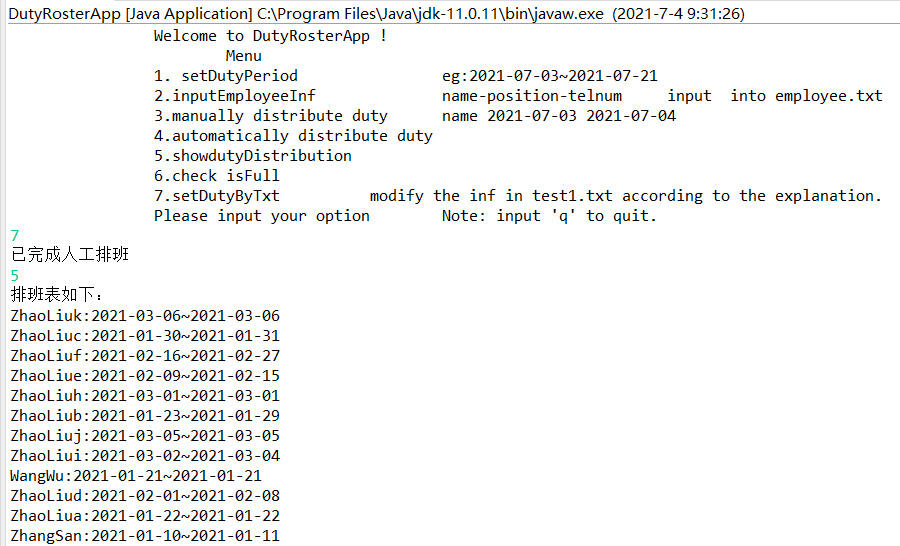 DutyRosterApp [Java Application] C:\Program Files\Java\jdk-11.0.11\bin\javaw.exe  (2021-7-4 9:31:26)
Welcome to DutyRosterApp !
Menu
1. setDutyPeriod                eg:2021-07-03~2021-07-21
2.inputEmployeeInf              name-position-telnum     input  into employee.txt
3.manually distribute duty      name 2021-07-03 2021-07-04
4.automatically distribute duty
5.showdutyDistribution
6.check isFull
7.setDutyByTxt          modify the inf in test1.txt according to the explanation.
Please input your option        Note: input 'q' to quit.
7
已完成人工排班
5
排班表如下：
ZhaoLiuk:2021-03-06~2021-03-06
ZhaoLiuc:2021-01-30~2021-01-31
ZhaoLiuf:2021-02-16~2021-02-27
ZhaoLiue:2021-02-09~2021-02-15
ZhaoLiuh:2021-03-01~2021-03-01
ZhaoLiub:2021-01-23~2021-01-29
ZhaoLiuj:2021-03-05~2021-03-05
ZhaoLiui:2021-03-02~2021-03-04
WangWu:2021-01-21~2021-01-21
ZhaoLiud:2021-02-01~2021-02-08
ZhaoLiua:2021-01-22~2021-01-22
ZhangSan:2021-01-10~2021-01-11